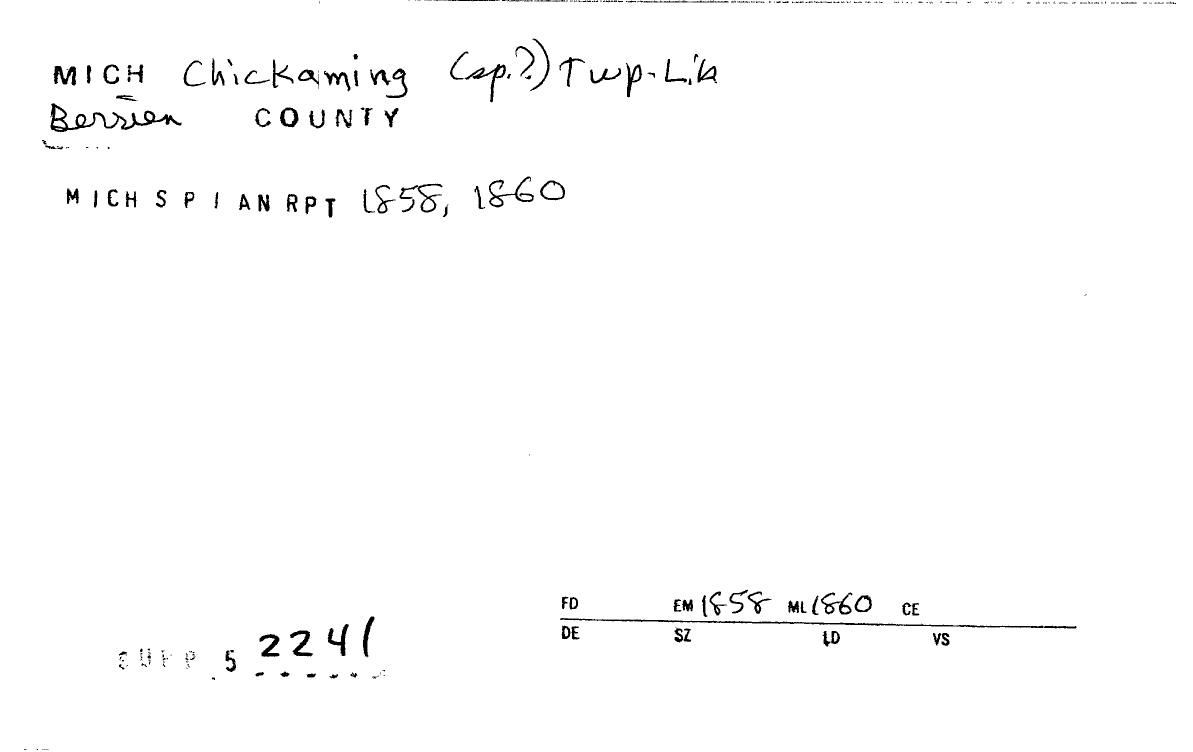 MICH Chickaming (sp.?) Twp. Lib
Berrien COUNTY
MICH S P I AN RPT 1858, 1860
FD EM 1858 ML 1860 CE
DE SZ LD VS
SUPP 5 2241